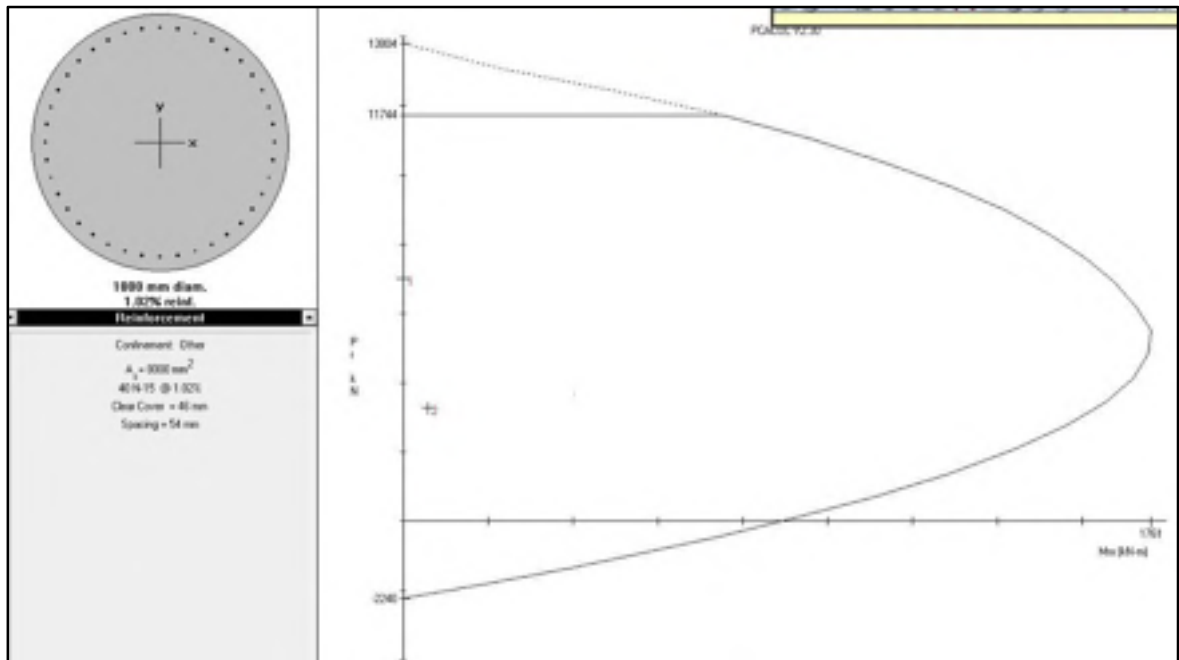 PCACOL V2.30
y
x
1000 mm diam.
1.02% reinf.
Reinforcement
Confinement: Other
40 N-15 @ 1.02%
Clear Cover = 46 mm
Spacing = 54 mm
11744
1
2
-2240
1761
Mx (kN-m)